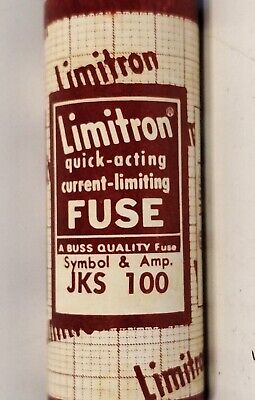 Limitron
Limitron®
quick-acting
current-limiting
FUSE
A BUSS QUALITY Fuse
Symbol & Amp.
JKS 100
Limitron